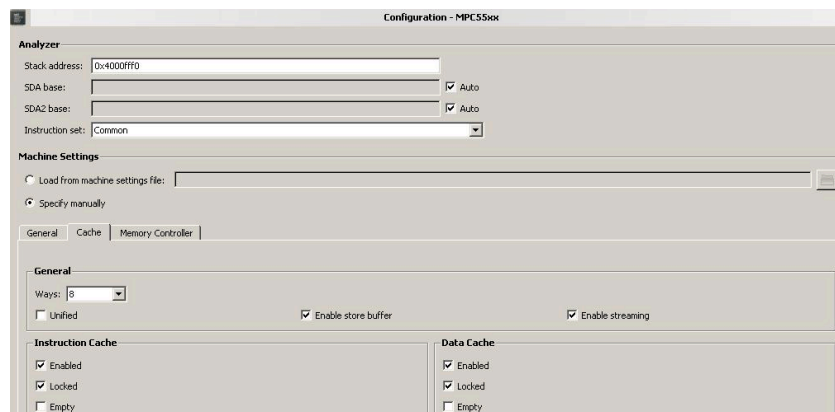 Configuration - MPC55xx
Analyzer
Stack address: 0x4000fff0
SDA base: Auto
SDA2 base: Auto
Instruction set: Common
Machine Settings
Load from machine settings file:
Specify manually
General Cache Memory Controller
General
Ways: 8
Unified Enable store buffer Enable streaming
Instruction Cache Data Cache
Enabled Enabled
Locked Locked
Empty Empty